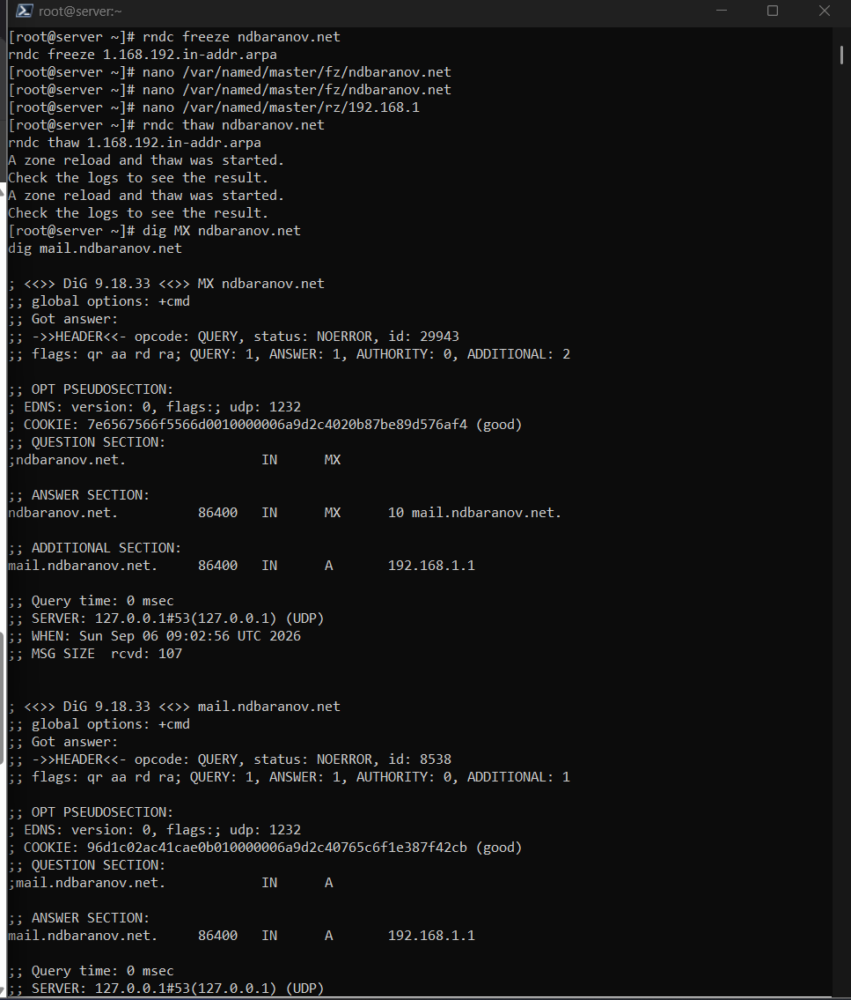 root@server:~
[root@server ~]# rndc freeze ndbaranov.net
rndc freeze 1.168.192.in-addr.arpa
[root@server ~]# nano /var/named/master/fz/ndbaranov.net
[root@server ~]# nano /var/named/master/fz/ndbaranov.net
[root@server ~]# nano /var/named/master/rz/192.168.1
[root@server ~]# rndc thaw ndbaranov.net
rndc thaw 1.168.192.in-addr.arpa
A zone reload and thaw was started.
Check the logs to see the result.
A zone reload and thaw was started.
Check the logs to see the result.
[root@server ~]# dig MX ndbaranov.net
dig mail.ndbaranov.net

; <<>> DiG 9.18.33 <<>> MX ndbaranov.net
;; global options: +cmd
;; Got answer:
;; ->>HEADER<<- opcode: QUERY, status: NOERROR, id: 29943
;; flags: qr aa rd ra; QUERY: 1, ANSWER: 1, AUTHORITY: 0, ADDITIONAL: 2

;; OPT PSEUDOSECTION:
; EDNS: version: 0, flags:; udp: 1232
; COOKIE: 7e6567566f5566d0010000006a9d2c4020b87be89d576af4 (good)
;; QUESTION SECTION:
;ndbaranov.net.                 IN      MX

;; ANSWER SECTION:
ndbaranov.net.          86400   IN      MX      10 mail.ndbaranov.net.

;; ADDITIONAL SECTION:
mail.ndbaranov.net.     86400   IN      A       192.168.1.1

;; Query time: 0 msec
;; SERVER: 127.0.0.1#53(127.0.0.1) (UDP)
;; WHEN: Sun Sep 06 09:02:56 UTC 2026
;; MSG SIZE  rcvd: 107


; <<>> DiG 9.18.33 <<>> mail.ndbaranov.net
;; global options: +cmd
;; Got answer:
;; ->>HEADER<<- opcode: QUERY, status: NOERROR, id: 8538
;; flags: qr aa rd ra; QUERY: 1, ANSWER: 1, AUTHORITY: 0, ADDITIONAL: 1

;; OPT PSEUDOSECTION:
; EDNS: version: 0, flags:; udp: 1232
; COOKIE: 96d1c02ac41cae0b010000006a9d2c40765c6f1e387f42cb (good)
;; QUESTION SECTION:
;mail.ndbaranov.net.            IN      A

;; ANSWER SECTION:
mail.ndbaranov.net.     86400   IN      A       192.168.1.1

;; Query time: 0 msec
;; SERVER: 127.0.0.1#53(127.0.0.1) (UDP)